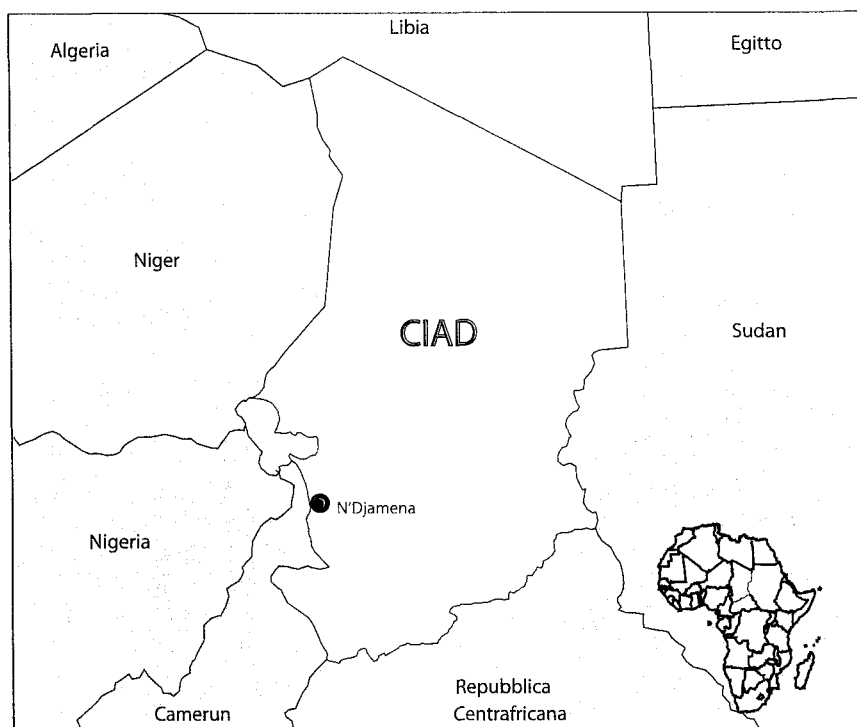 Libia
Egitto
Algeria
Niger
CIAD
Sudan
N'Djamena
Nigeria
Repubblica
Centrafricana
Camerun